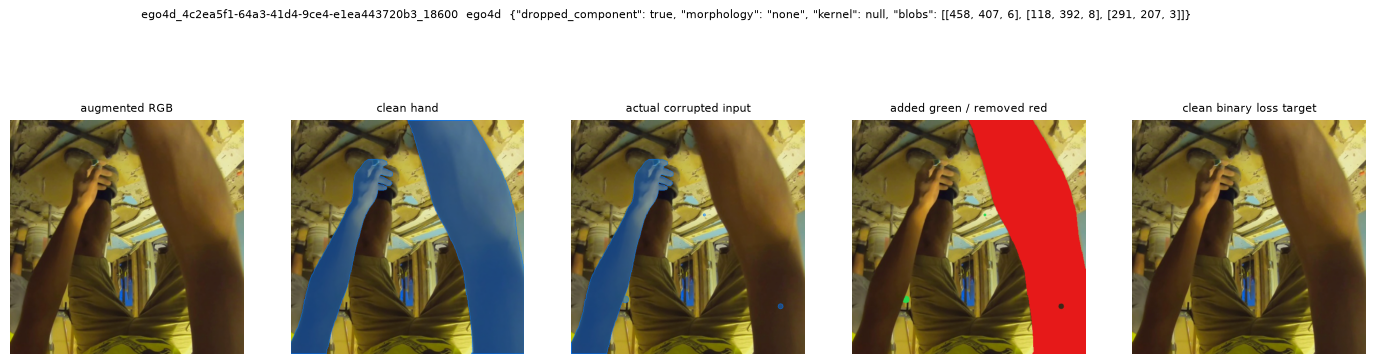 ego4d_4c2ea5f1-64a3-41d4-9ce4-e1ea443720b3_18600  ego4d  {"dropped_component": true, "morphology": "none", "kernel": null, "blobs": [[458, 407, 6], [118, 392, 8], [291, 207, 3]]}
augmented RGB
clean hand
actual corrupted input
added green / removed red
clean binary loss target